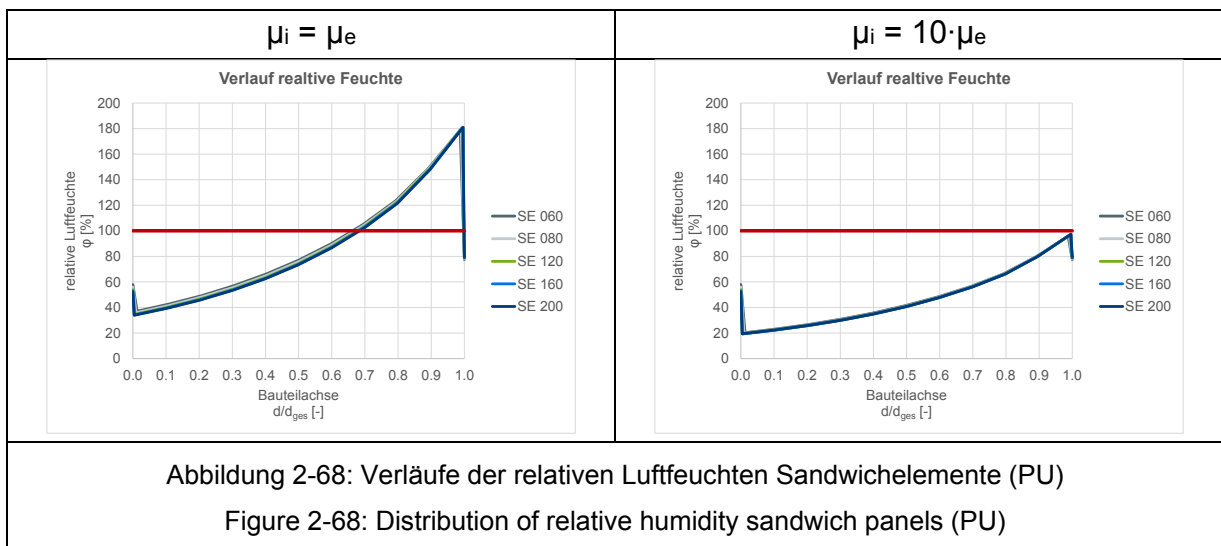 μi = μe
μi = 10·μe
Verlauf realtive Feuchte
relative Luftfeuchte
φ [%]
200
180
160
140
120
100
80
60
40
20
0
0.0 0.1 0.2 0.3 0.4 0.5 0.6 0.7 0.8 0.9 1.0
Bauteilachse
d/dges [-]
SE 060
SE 080
SE 120
SE 160
SE 200
Verlauf realtive Feuchte
relative Luftfeuchte
φ [%]
200
180
160
140
120
100
80
60
40
20
0
0.0 0.1 0.2 0.3 0.4 0.5 0.6 0.7 0.8 0.9 1.0
Bauteilachse
d/dges [-]
SE 060
SE 080
SE 120
SE 160
SE 200
Abbildung 2-68: Verläufe der relativen Luftfeuchten Sandwichelemente (PU)
Figure 2-68: Distribution of relative humidity sandwich panels (PU)